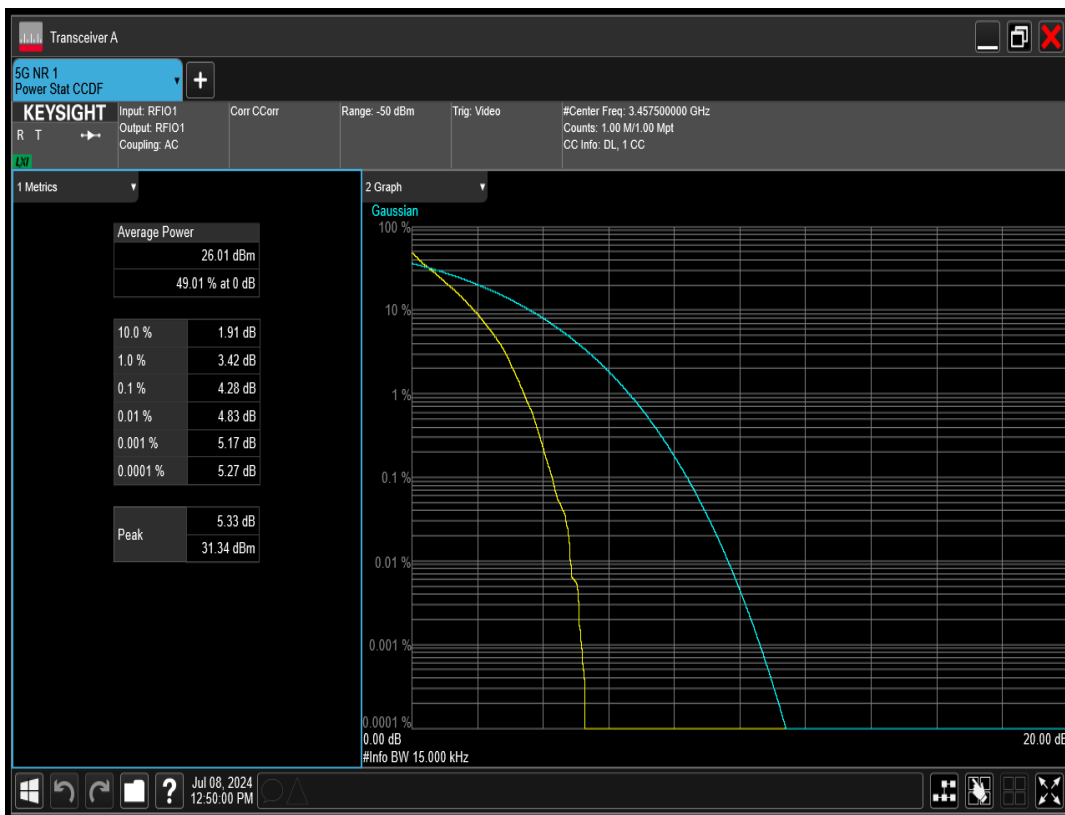 Transceiver A
5G NR 1
Power Stat CCDF
+
KEYSIGHT
R T
LXI
Input: RFIO1
Output: RFIO1
Coupling: AC
Corr CCorr
Range: -50 dBm
Trig: Video
#Center Freq: 3.457500000 GHz
Counts: 1.00 M/1.00 Mpt
CC Info: DL, 1 CC
1 Metrics
Average Power
26.01 dBm
49.01 % at 0 dB
10.0 % 1.91 dB
1.0 % 3.42 dB
0.1 % 4.28 dB
0.01 % 4.83 dB
0.001 % 5.17 dB
0.0001 % 5.27 dB
Peak
5.33 dB
31.34 dBm
2 Graph
Gaussian
100 %
10 %
1 %
0.1 %
0.01 %
0.001 %
0.0001 %
0.00 dB 20.00 dB
#Info BW 15.000 kHz
?
Jul 08, 2024
12:50:00 PM